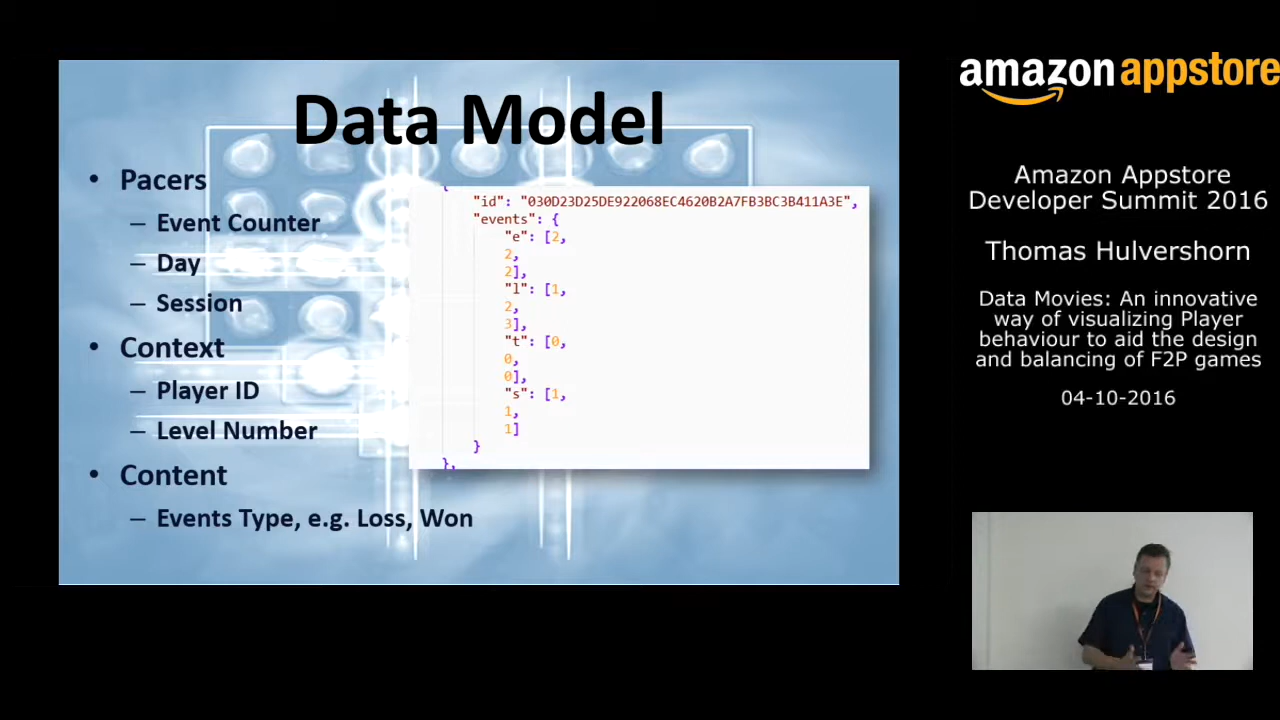 Data Model
• Pacers
– Event Counter
– Day
– Session
• Context
– Player ID
– Level Number
• Content
– Events Type, e.g. Loss, Won
"id": "030D23D25DE922068EC4620B2A7FB3BC3B411A3E",
"events": {
"e": [2,
2,
2],
"l": [1,
2,
3],
"t": [0,
0,
0],
"s": [1,
1,
1]
}
},
amazon appstore
Amazon Appstore
Developer Summit 2016
Thomas Hulvershorn
Data Movies: An innovative
way of visualizing Player
behaviour to aid the design
and balancing of F2P games
04-10-2016